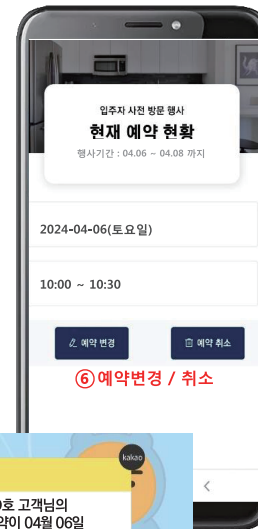 입주자 사전 방문 행사
현재 예약 현황
행사기간 : 04.06 ~ 04.08 까지
2024-04-06(토요일)
10:00 ~ 10:30
예약 변경
예약 취소
⑥예약변경 / 취소
kakao
호 고객님의
약이 04월 06일